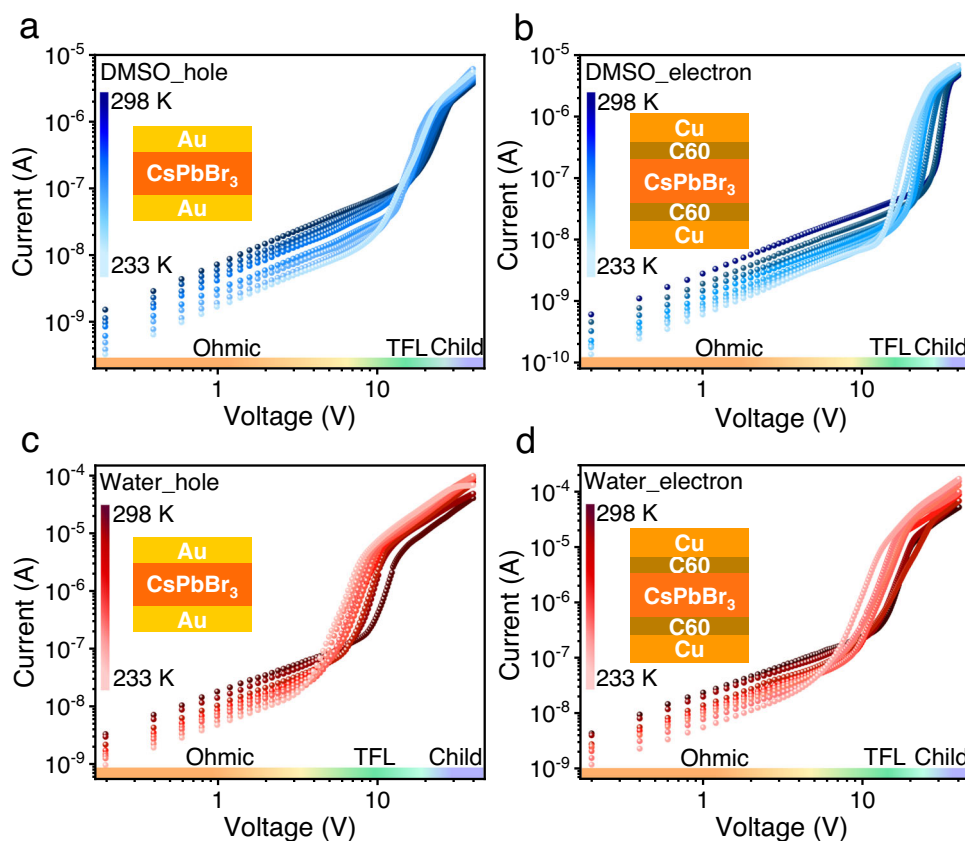 a
DMSO_hole
298 K
233 K
Au
CsPbBr₃
Au
Ohmic TFL Child
10⁻⁵
10⁻⁶
10⁻⁷
10⁻⁸
10⁻⁹
Current (A)
1 10
Voltage (V)
b
DMSO_electron
298 K
233 K
Cu
C60
CsPbBr₃
C60
Cu
Ohmic TFL Child
10⁻⁵
10⁻⁶
10⁻⁷
10⁻⁸
10⁻⁹
10⁻¹⁰
Current (A)
1 10
Voltage (V)
c
Water_hole
298 K
233 K
Au
CsPbBr₃
Au
Ohmic TFL Child
10⁻⁴
10⁻⁵
10⁻⁶
10⁻⁷
10⁻⁸
10⁻⁹
Current (A)
1 10
Voltage (V)
d
Water_electron
298 K
233 K
Cu
C60
CsPbBr₃
C60
Cu
Ohmic TFL Child
10⁻⁴
10⁻⁵
10⁻⁶
10⁻⁷
10⁻⁸
10⁻⁹
Current (A)
1 10
Voltage (V)